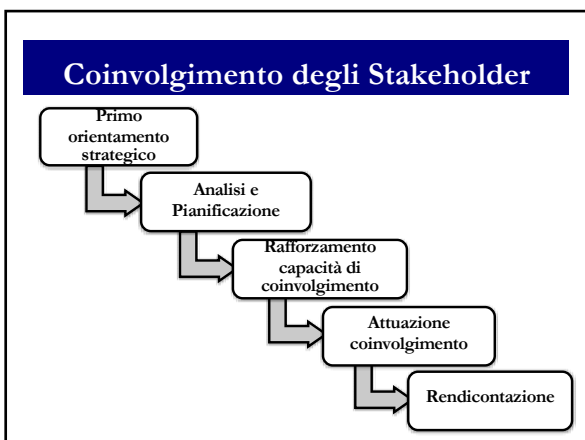 Coinvolgimento degli Stakeholder
Primo
orientamento
strategico
Analisi e
Pianificazione
Rafforzamento
capacità di
coinvolgimento
Attuazione
coinvolgimento
Rendicontazione